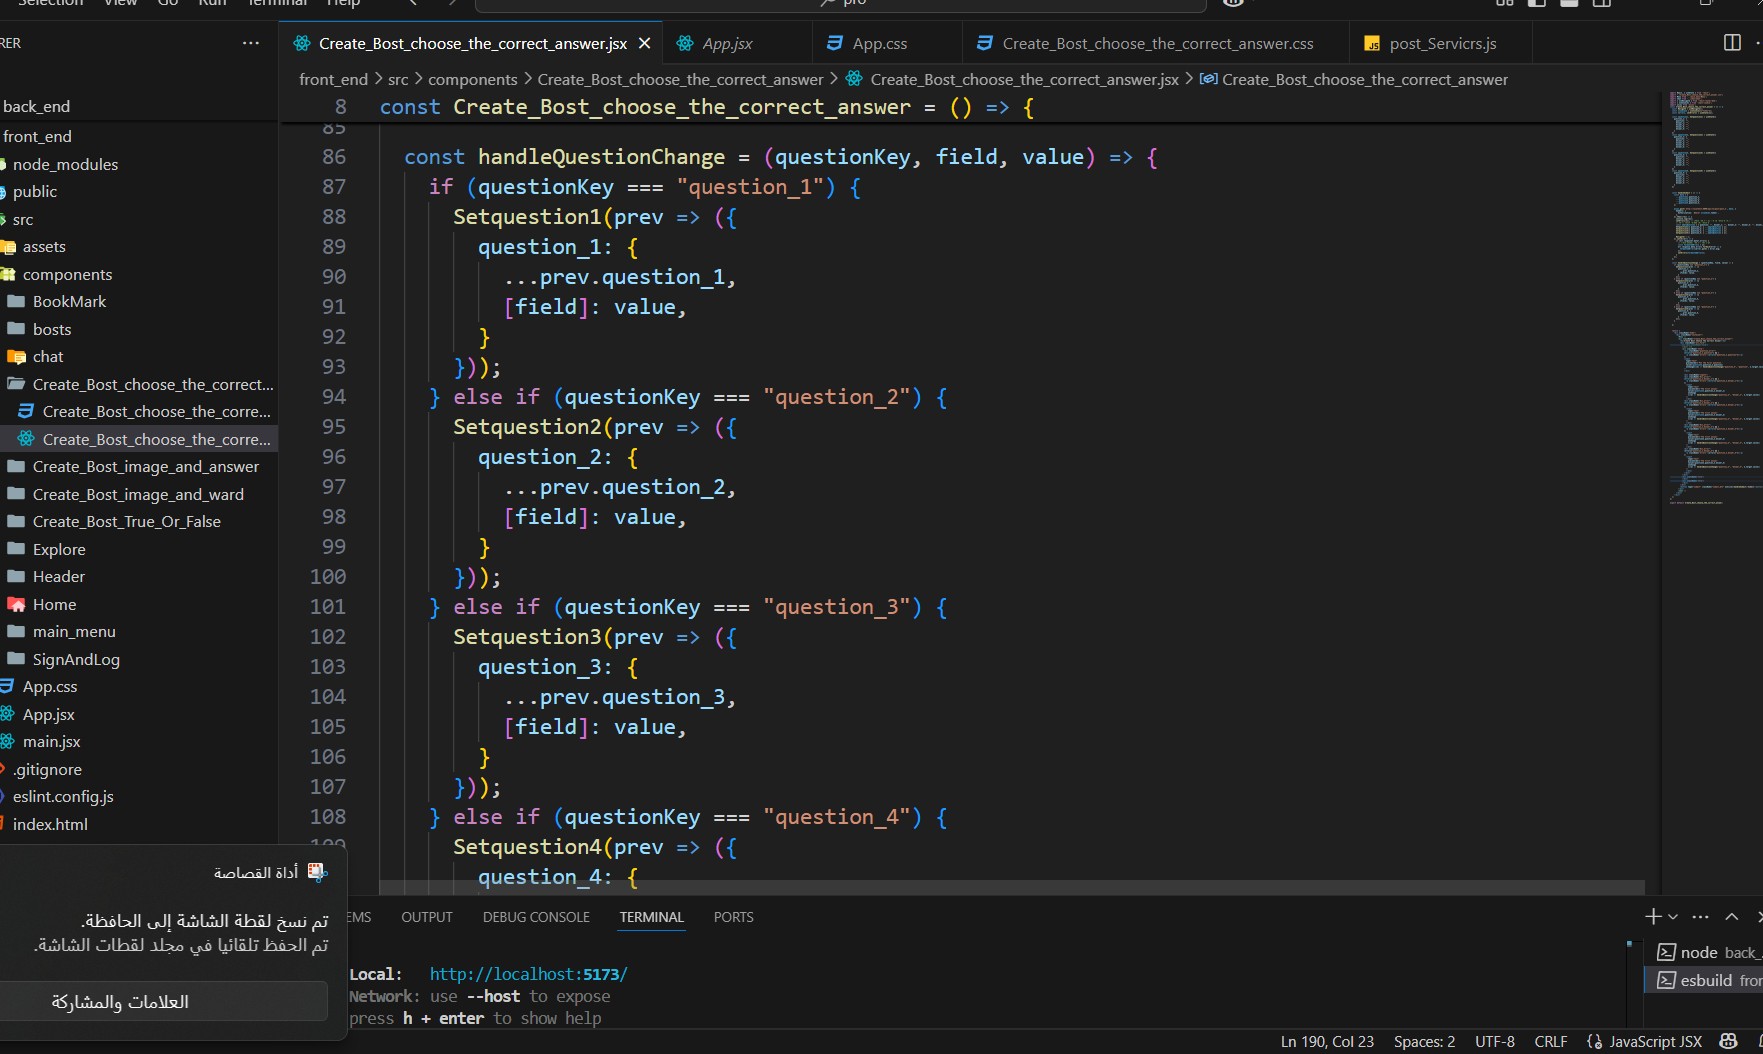 Selection View Go Run Terminal Help
pro
Create_Bost_choose_the_correct_answer.jsx
App.jsx
App.css
Create_Bost_choose_the_correct_answer.css
post_Servicrs.js
front_end > src > components > Create_Bost_choose_the_correct_answer > Create_Bost_choose_the_correct_answer.jsx > Create_Bost_choose_the_correct_answer
back_end
front_end
node_modules
public
src
assets
components
BookMark
bosts
chat
Create_Bost_choose_the_correct...
Create_Bost_choose_the_corre...
Create_Bost_choose_the_corre...
Create_Bost_image_and_answer
Create_Bost_image_and_ward
Create_Bost_True_Or_False
Explore
Header
Home
main_menu
SignAndLog
App.css
App.jsx
main.jsx
.gitignore
eslint.config.js
index.html
8 const Create_Bost_choose_the_correct_answer = () => {
85
86 const handleQuestionChange = (questionKey, field, value) => {
87 if (questionKey === "question_1") {
88 Setquestion1(prev => ({
89 question_1: {
90 ...prev.question_1,
91 [field]: value,
92 }
93 }));
94 } else if (questionKey === "question_2") {
95 Setquestion2(prev => ({
96 question_2: {
97 ...prev.question_2,
98 [field]: value,
99 }
100 }));
101 } else if (questionKey === "question_3") {
102 Setquestion3(prev => ({
103 question_3: {
104 ...prev.question_3,
105 [field]: value,
106 }
107 }));
108 } else if (questionKey === "question_4") {
109 Setquestion4(prev => ({
question_4: {
أداة القصاصة
تم نسخ لقطة الشاشة إلى الحافظة.
تم الحفظ تلقائيا في مجلد لقطات الشاشة.
العلامات والمشاركة
OUTPUT DEBUG CONSOLE TERMINAL PORTS
Local: http://localhost:5173/
Network: use --host to expose
press h + enter to show help
node back_
esbuild
Ln 190, Col 23 Spaces: 2 UTF-8 CRLF JavaScript JSX